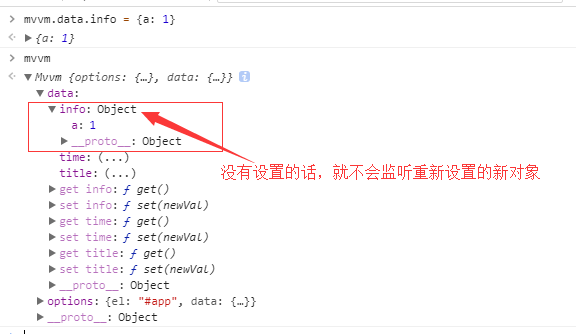 > mvvm.data.info = {a: 1}
< ▶ {a: 1}
> mvvm
< ▼ Mvvm {options: {…}, data: {…}} i
▼ data:
▼ info: Object
a: 1
▶ __proto__: Object
time: (...)
title: (...)
▶ get info: ƒ get()
▶ set info: ƒ set(newVal)
▶ get time: ƒ get()
▶ set time: ƒ set(newVal)
▶ get title: ƒ get()
▶ set title: ƒ set(newVal)
▶ __proto__: Object
▶ options: {el: "#app", data: {…}}
▶ __proto__: Object
没有设置的话，就不会监听重新设置的新对象